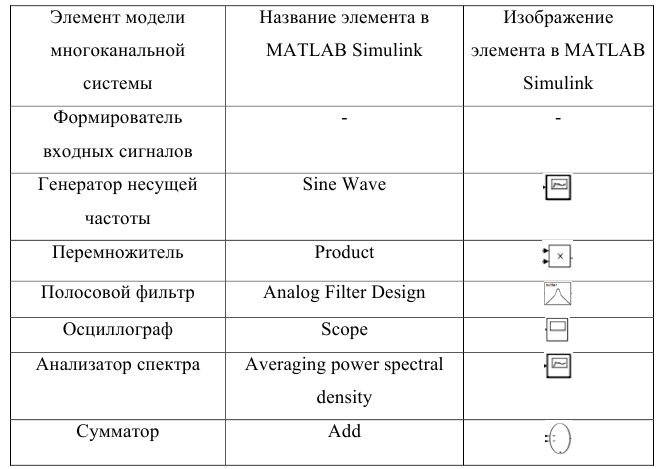 Элемент модели
многоканальной
системы
Название элемента в
MATLAB Simulink
Изображение
элемента в MATLAB
Simulink
Формирователь
входных сигналов
-
-
Генератор несущей
частоты
Sine Wave
Перемножитель
Product
×
Полосовой фильтр
Analog Filter Design
Осциллограф
Scope
Анализатор спектра
Averaging power spectral
density
Сумматор
Add